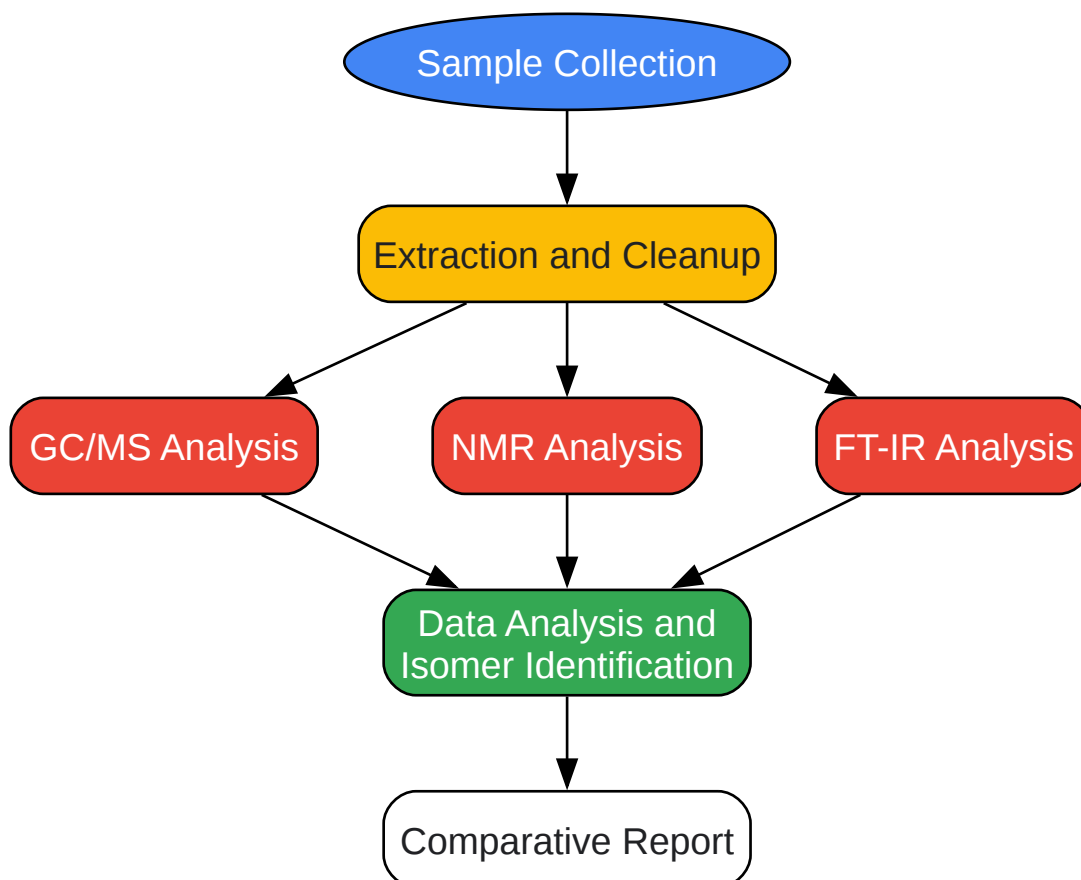 Sample Collection
Extraction and Cleanup
GC/MS Analysis
NMR Analysis
FT-IR Analysis
Data Analysis and
Isomer Identification
Comparative Report